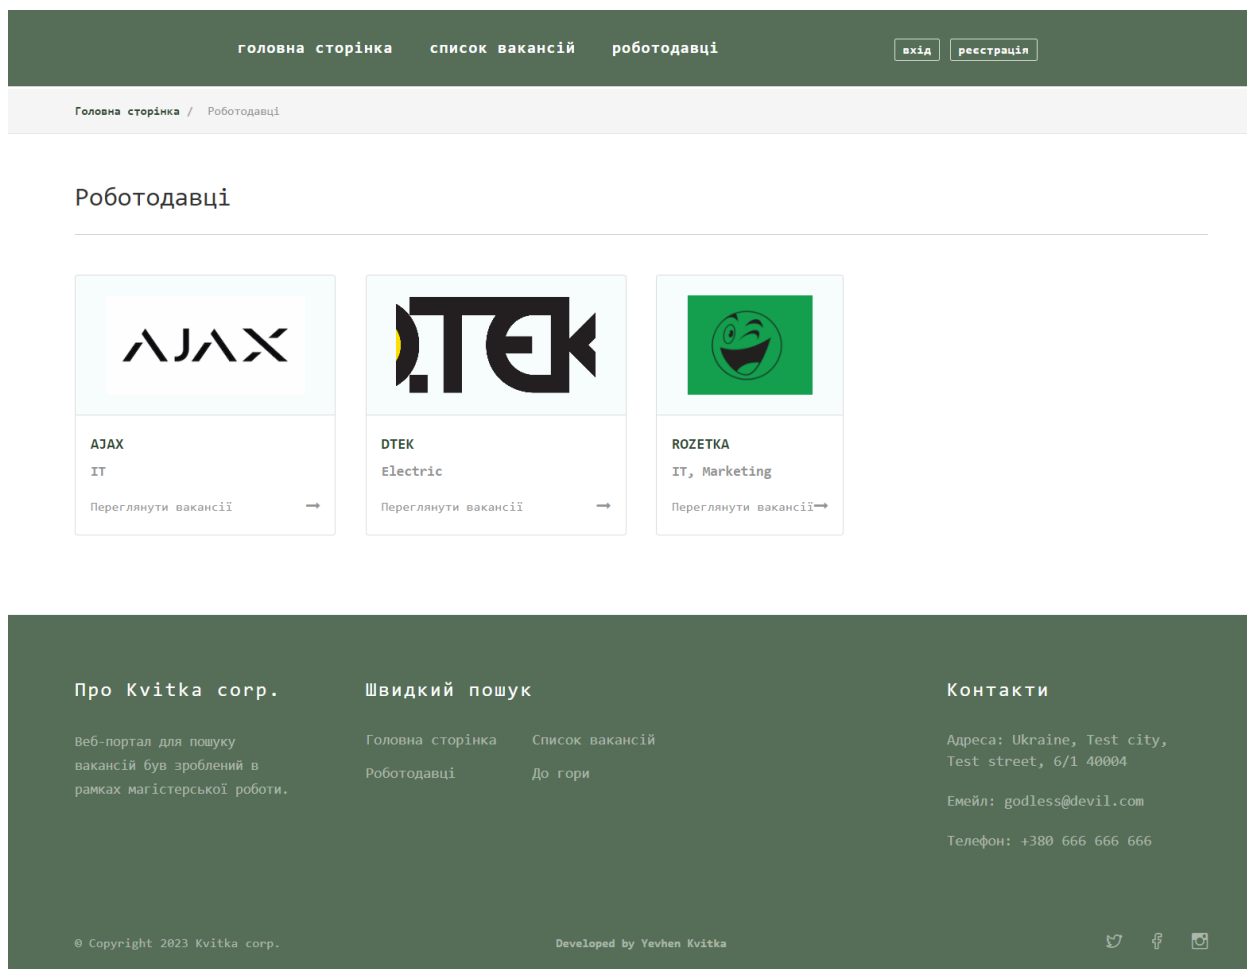 головна сторінка список вакансій роботодавці вхід реєстрація
Головна сторінка / Роботодавці
Роботодавці
AJAX
DTEK
AJAX
IT
Переглянути вакансії
DTEK
Electric
Переглянути вакансії
ROZETKA
IT, Marketing
Переглянути вакансії
Про Kvitka corp.
Веб-портал для пошуку
вакансій був зроблений в
рамках магістерської роботи.
Швидкий пошук
Головна сторінка Список вакансій
Роботодавці До гори
Контакти
Адреса: Ukraine, Test city,
Test street, 6/1 40004
Емейл: godless@devil.com
Телефон: +380 666 666 666
© Copyright 2023 Kvitka corp.
Developed by Yevhen Kvitka